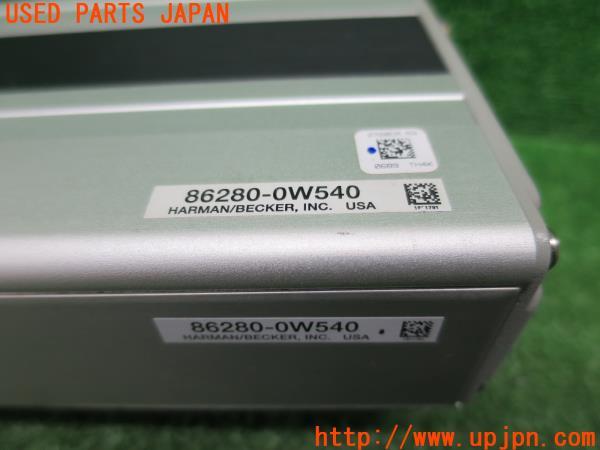 USED PARTS JAPAN
86280-0W540
HARMAN/BECKER, INC. USA
86280-0W540
HARMAN/BECKER, INC. USA
http://www.upjpn.com/